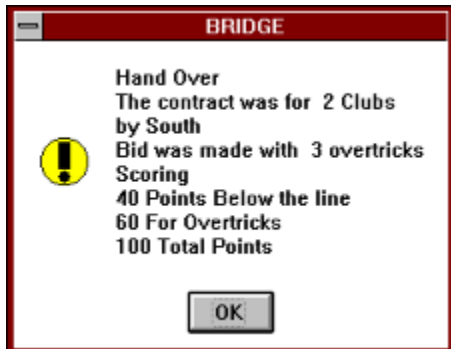 BRIDGE
Hand Over
The contract was for 2 Clubs
by South
Bid was made with 3 overtricks
Scoring
40 Points Below the line
60 For Overtricks
100 Total Points
OK